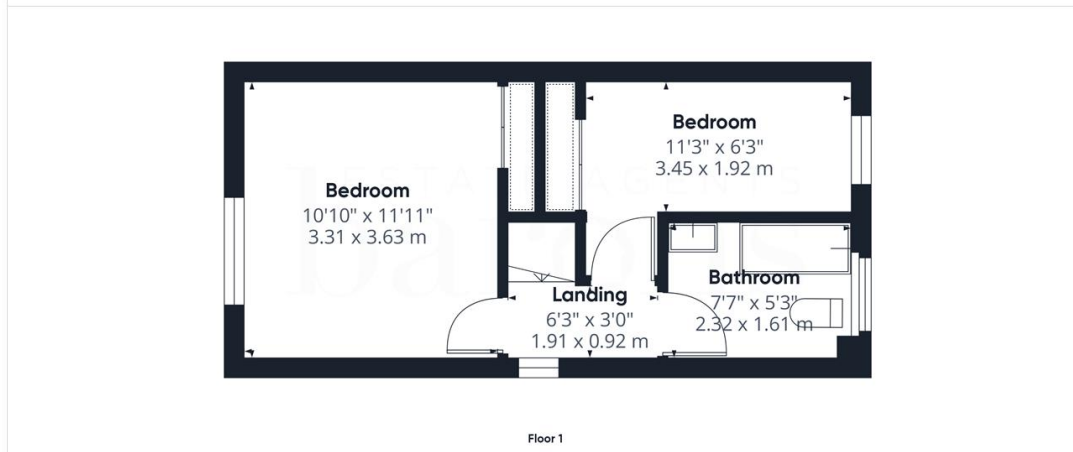 Bedroom
11'3" x 6'3"
3.45 x 1.92 m
Bedroom
10'10" x 11'11"
3.31 x 3.63 m
ESTATE AGENTS
Bathroom
7'7" x 5'3"
2.32 x 1.61 m
Landing
6'3" x 3'0"
1.91 x 0.92 m
Floor 1